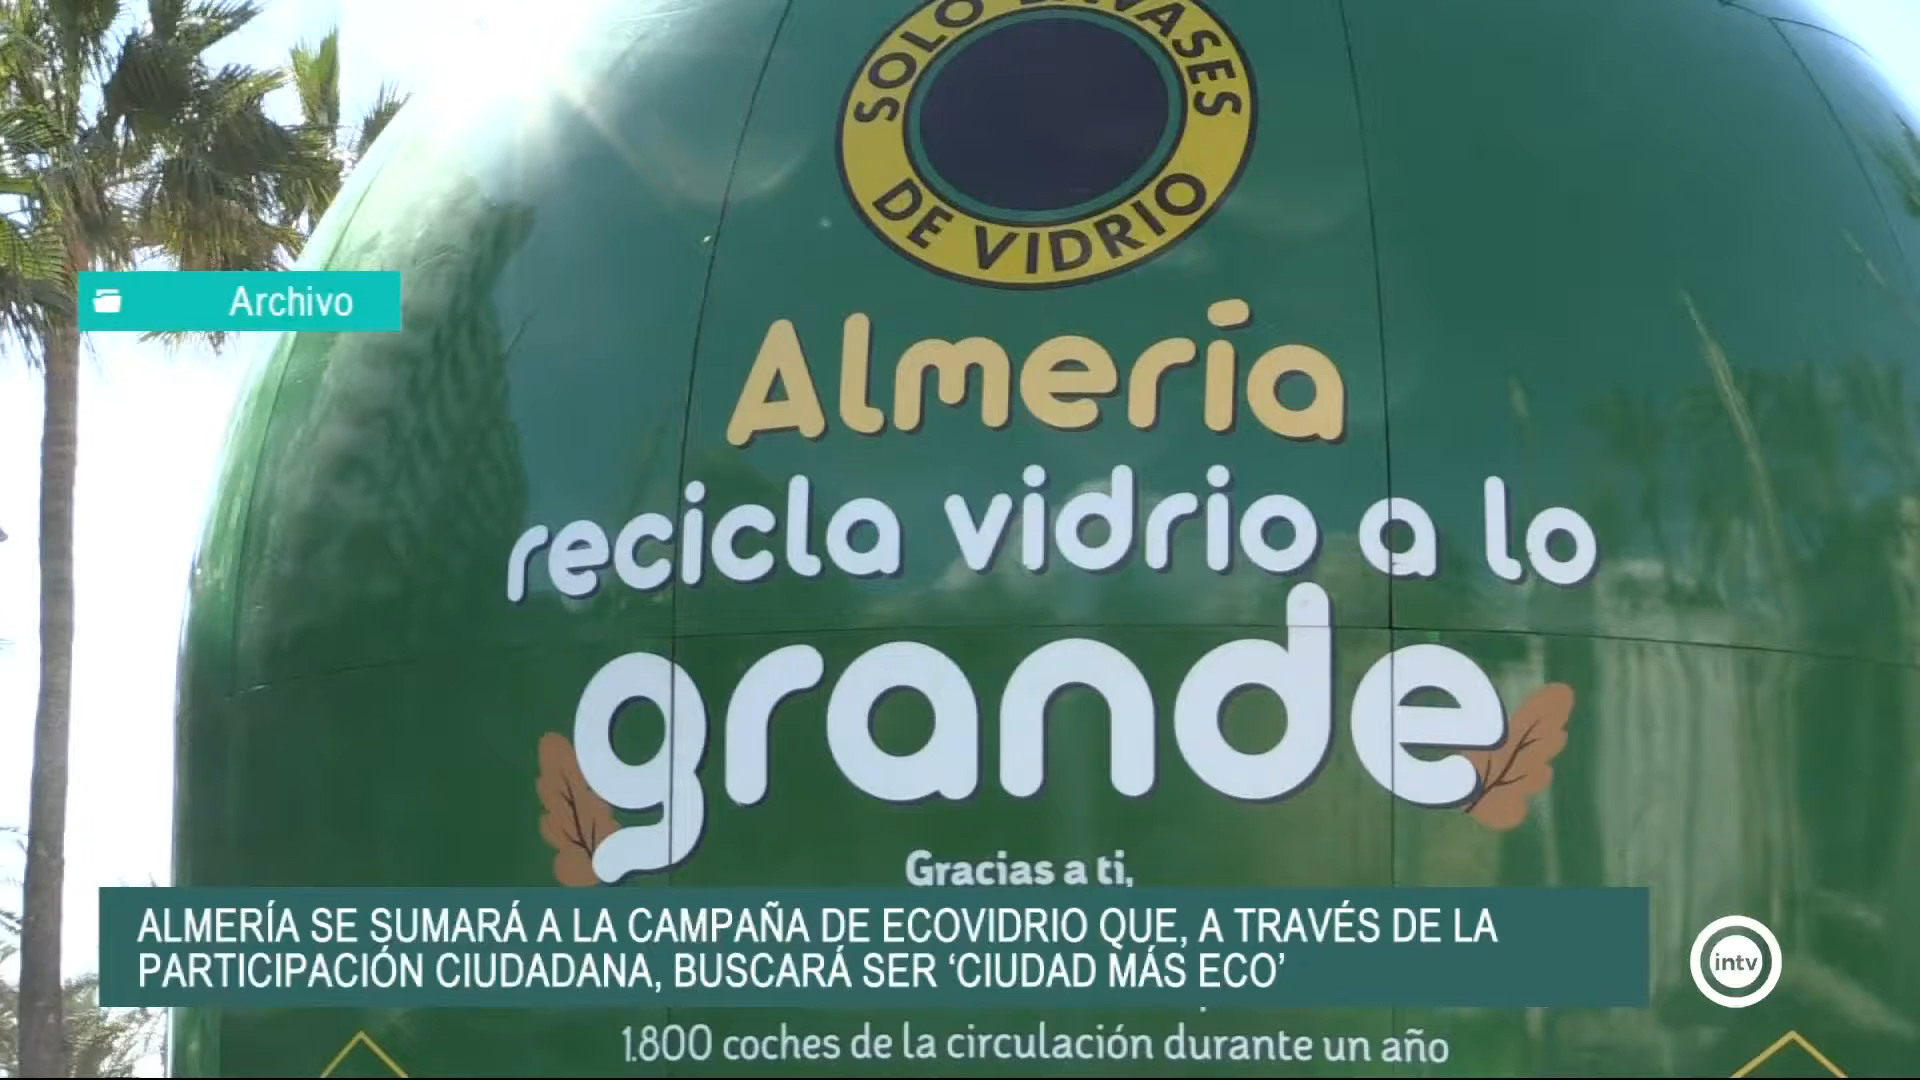 SOLO ENVASES
DE VIDRIO
Archivo
Almería
recicla vidrio a lo
grande
Gracias a ti,
ALMERÍA SE SUMARÁ A LA CAMPAÑA DE ECOVIDRIO QUE, A TRAVÉS DE LA
PARTICIPACIÓN CIUDADANA, BUSCARÁ SER ‘CIUDAD MÁS ECO’
intv
1.800 coches de la circulación durante un año